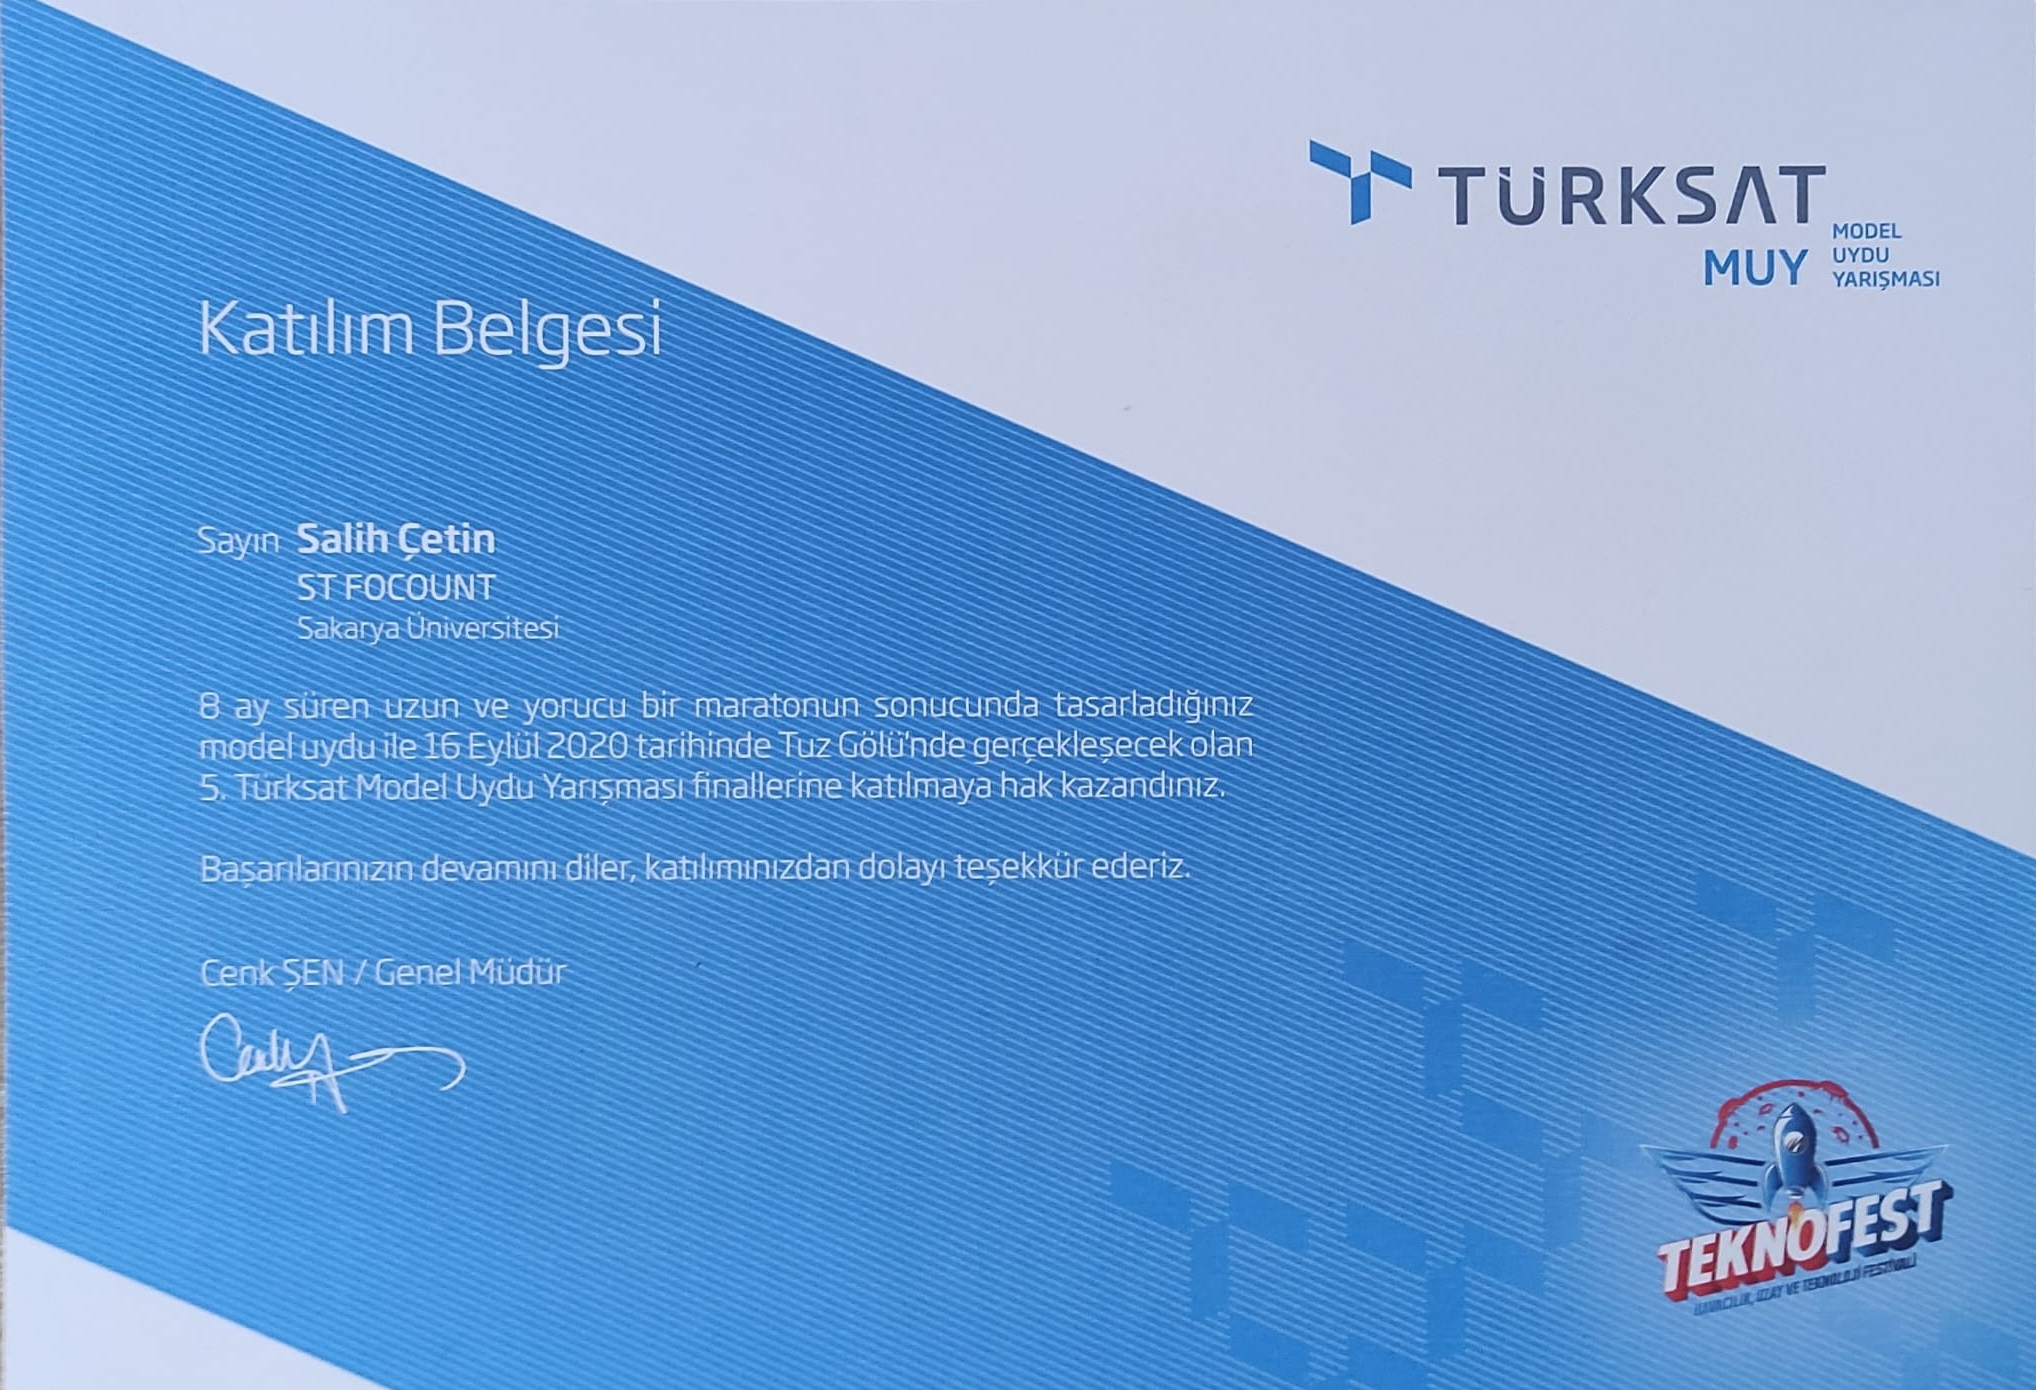 TÜRKSAT
MUY
MODEL
UYDU
YARIŞMASI
Katılım Belgesi
Sayın Salih Çetin
ST FOCOUNT
Sakarya Üniversitesi
8 ay süren uzun ve yorucu bir maratonun sonucunda tasarladığınız
model uydu ile 16 Eylül 2020 tarihinde Tuz Gölü'nde gerçekleşecek olan
5. Türksat Model Uydu Yarışması finallerine katılmaya hak kazandınız.
Başarılarınızın devamını diler, katılımınızdan dolayı teşekkür ederiz.
Cenk ŞEN / Genel Müdür
TEKNOFEST
HAVACILIK, UZAY VE TEKNOLOJİ FESTİVALİ